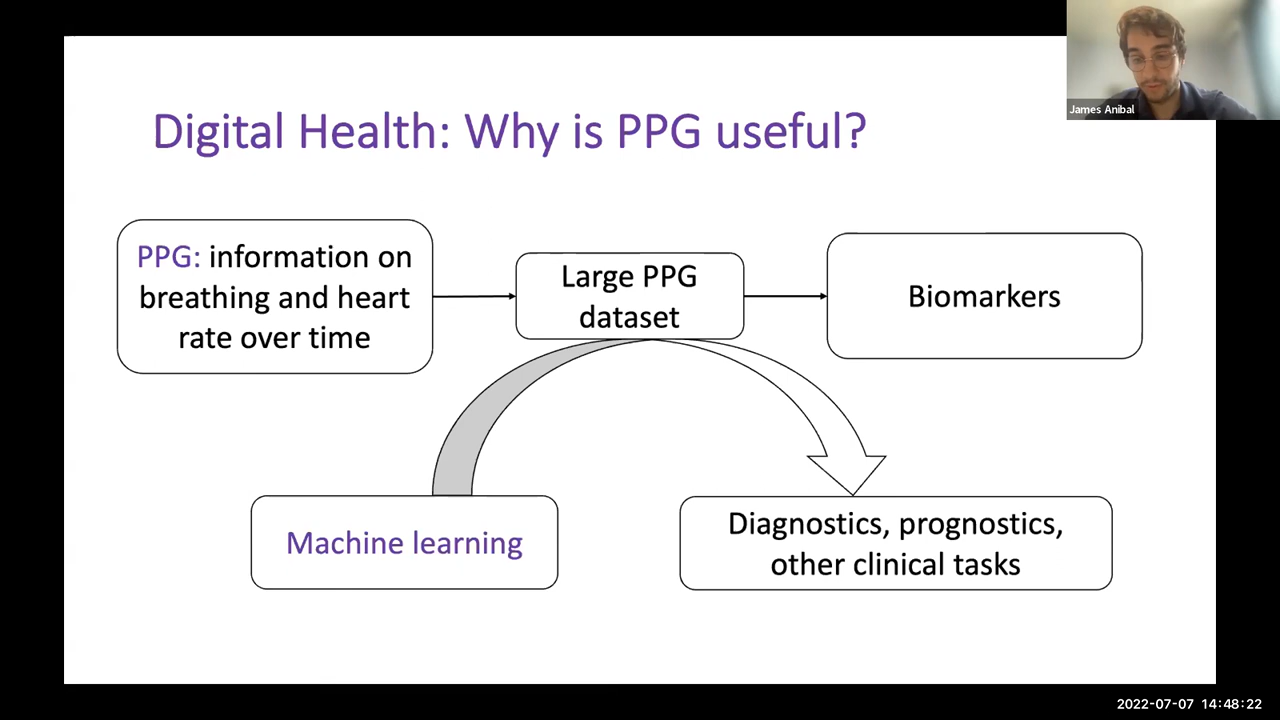 James Anibal
Digital Health: Why is PPG useful?
PPG: information on
breathing and heart
rate over time
Large PPG
dataset
Biomarkers
Machine learning
Diagnostics, prognostics,
other clinical tasks
2022-07-07 14:48:22